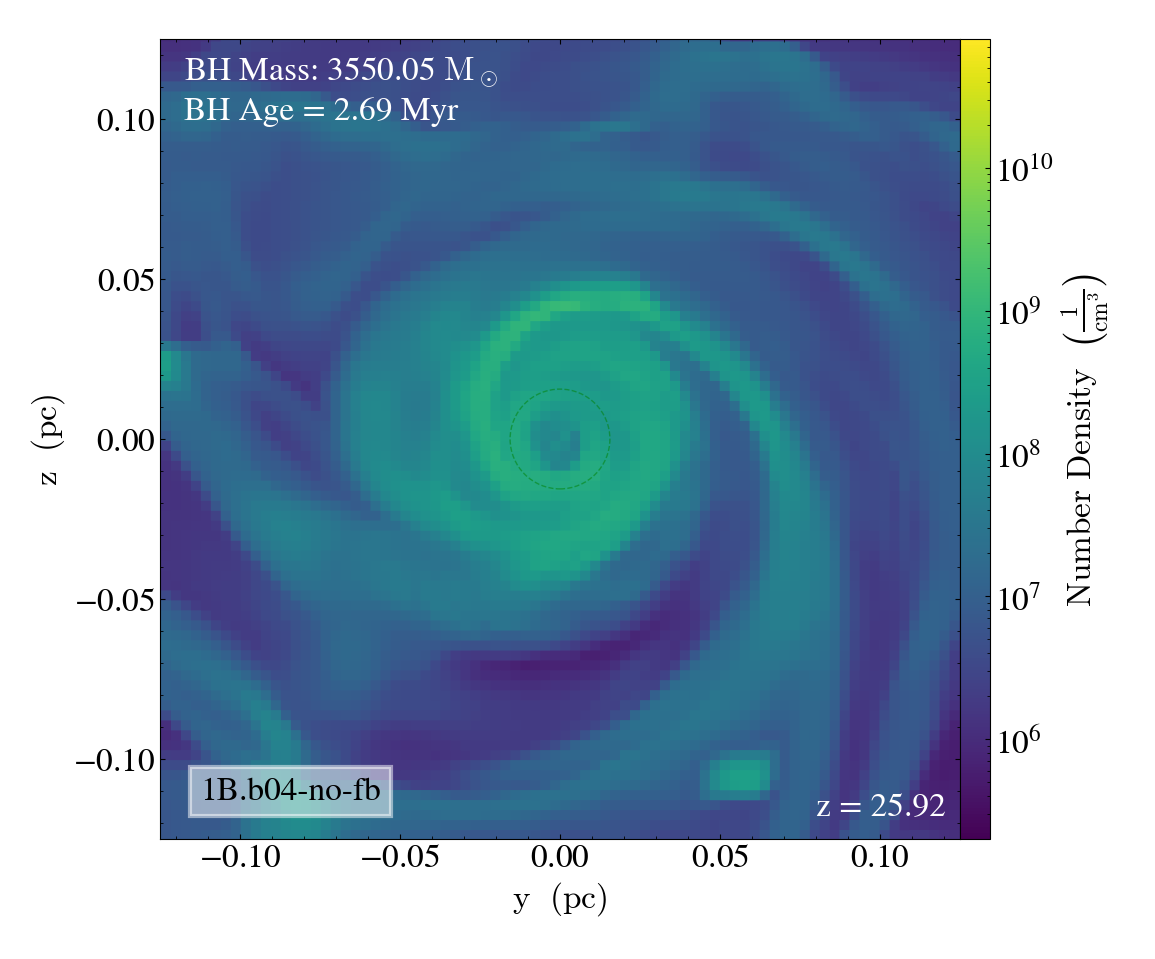 BH Mass: 3550.05 M⊙
BH Age = 2.69 Myr
0.10
0.05
0.00
−0.05
−0.10
z (pc)
1B.b04-no-fb
z = 25.92
−0.10 −0.05 0.00 0.05 0.10
y (pc)
10¹⁰
10⁹
10⁸
10⁷
10⁶
Number Density (1/cm³)